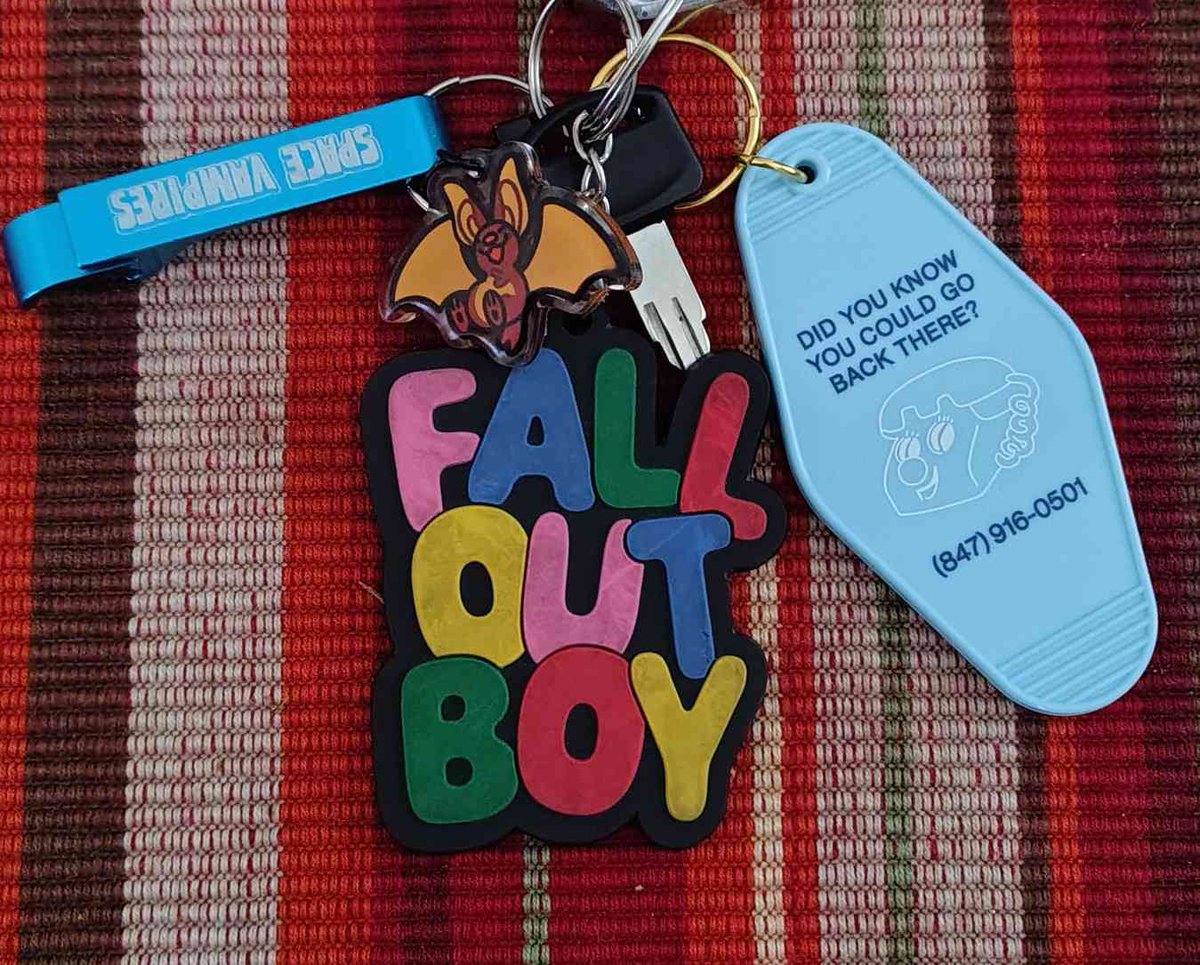 SPACE VAMPIRES
FALL
OUT
BOY
DID YOU KNOW
YOU COULD GO
BACK THERE?
(847) 916-0501